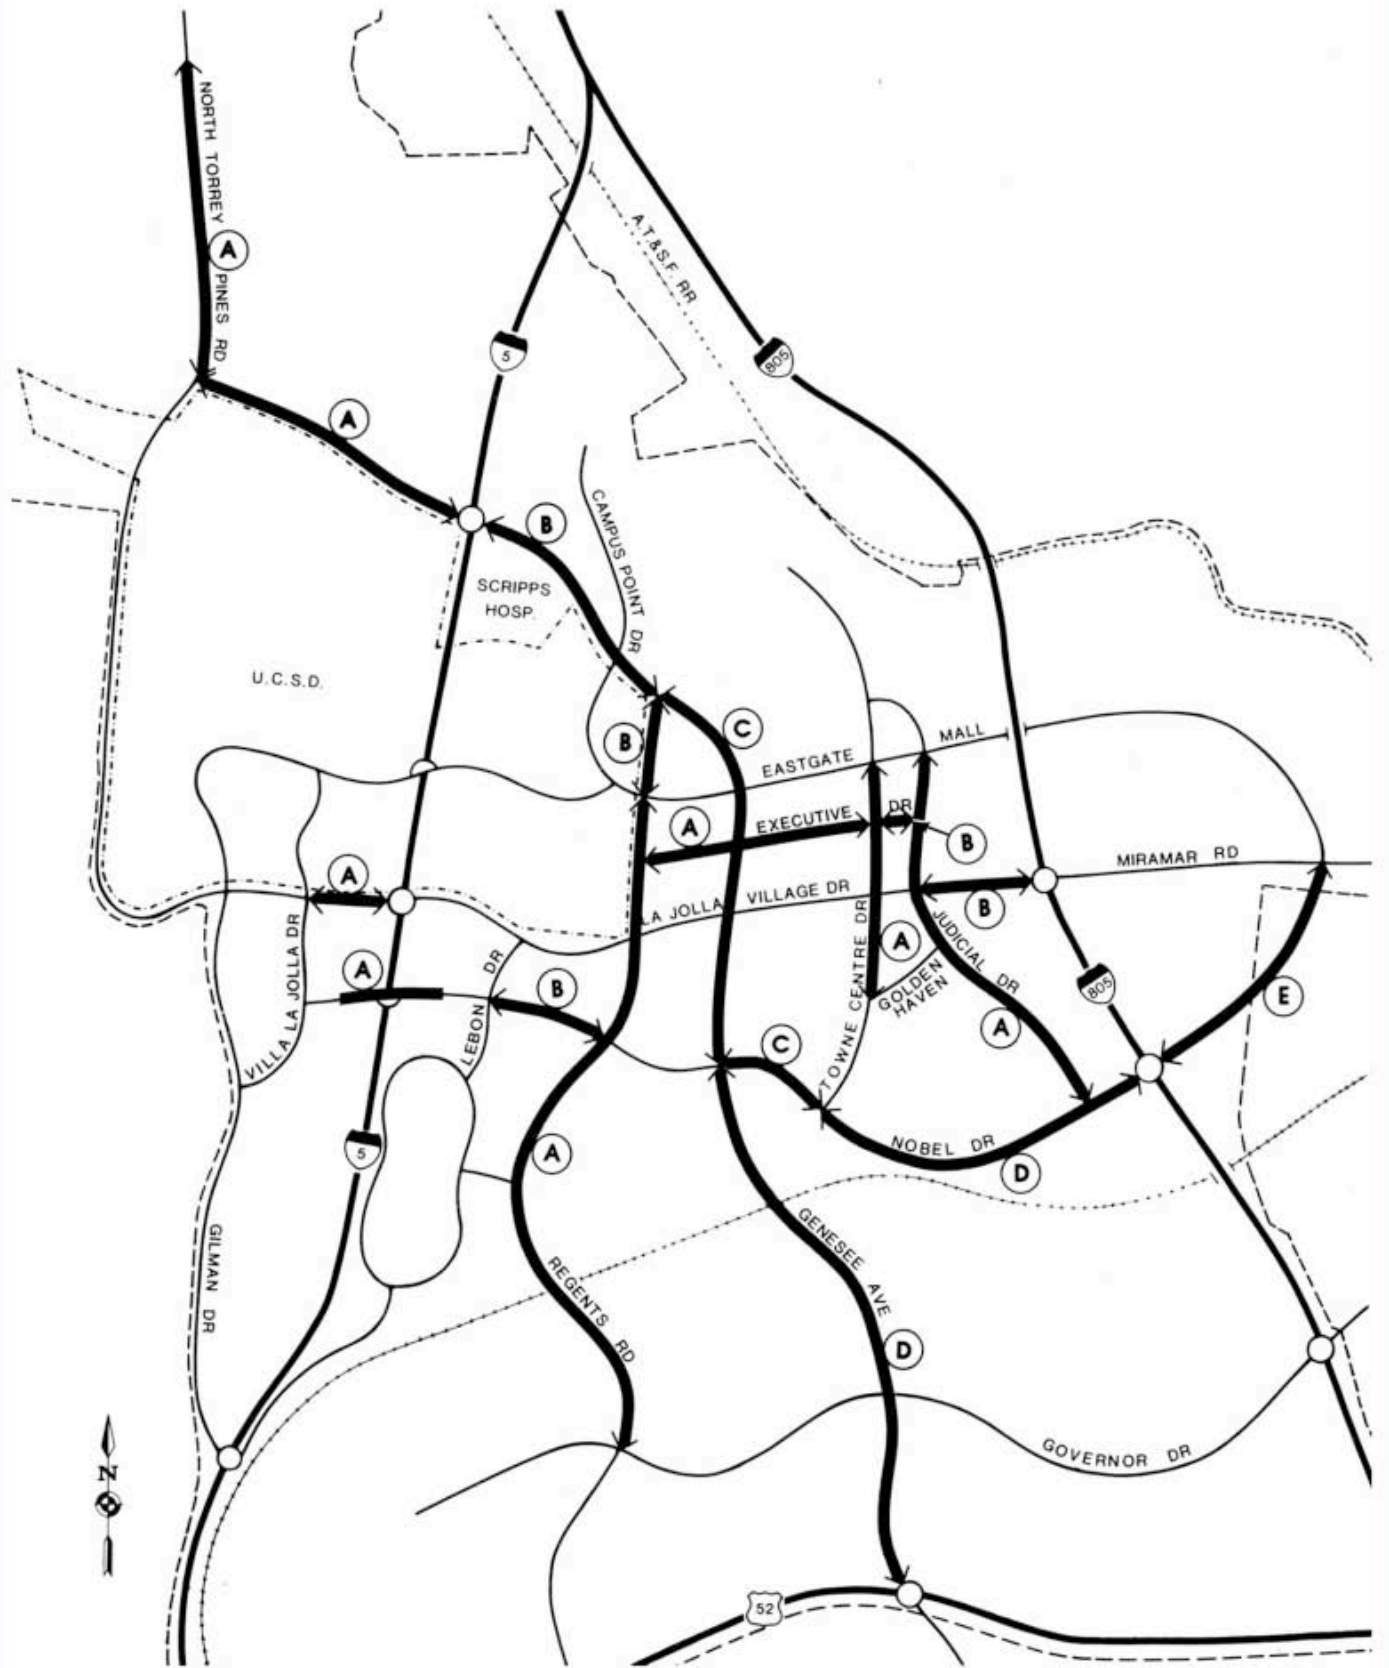 NORTH TORREY
A
PINES RD
A.T.&S.F. RR
5
805
A
B
CAMPUS POINT DR
SCRIPPS
HOSP.
U.C.S.D.
C
B
EASTGATE MALL
A
EXECUTIVE DR
B
MIRAMAR RD
A
LA JOLLA VILLAGE DR
B
JUDICIAL DR
A
VILLA LA JOLLA DR
A
LEBON DR
B
TOWNE CENTRE DR
GOLDEN
HAVEN
805
E
A
C
5
A
NOBEL DR
D
GILMAN DR
REGENTS RD
GENESEE AVE
D
GOVERNOR DR
N
52